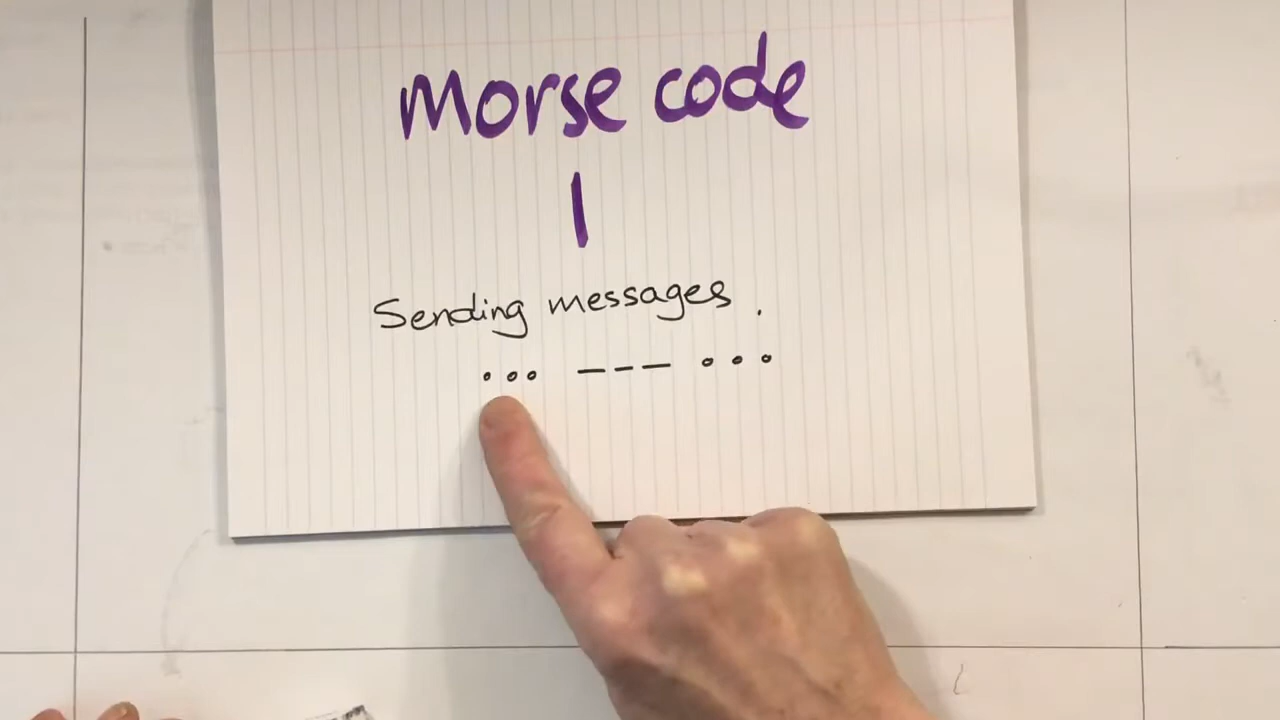 Morse code
1
Sending messages.
... --- ...